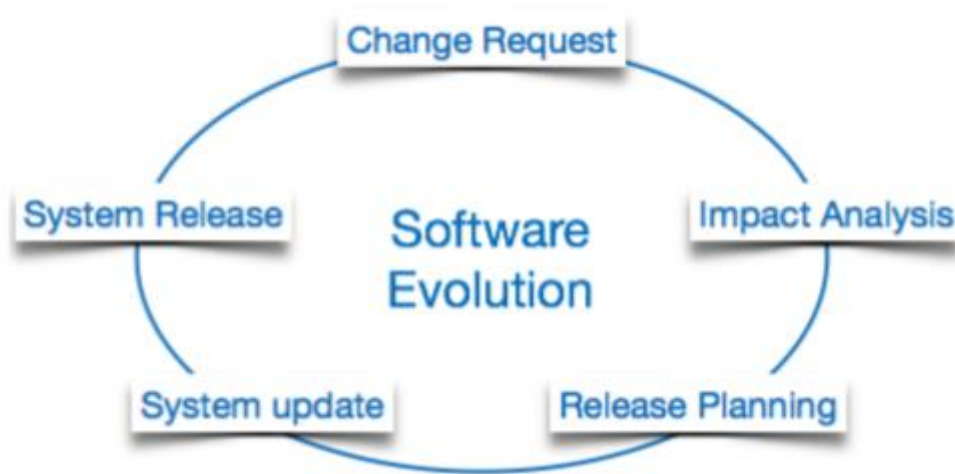 Change Request
System Release
Impact Analysis
Software
Evolution
System update
Release Planning